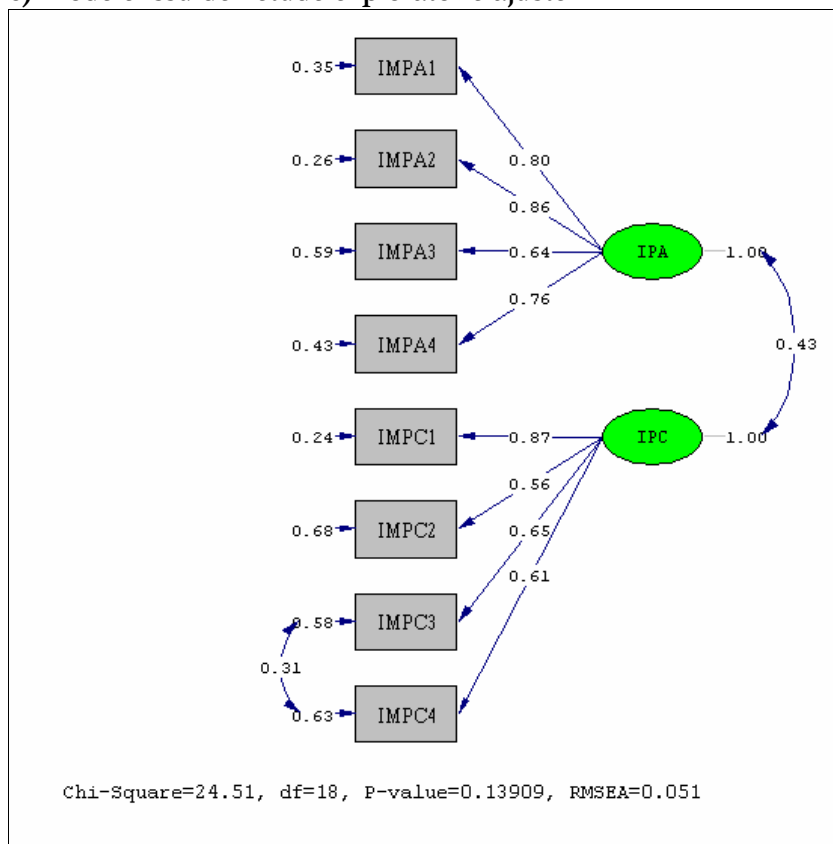 0.35 IMPA1
0.80
0.26 IMPA2
0.86
0.59 IMPA3 0.64 IPA 1.00
0.76
0.43 IMPA4 0.43
0.24 IMPC1 0.87 IPC 1.00
0.56
0.68 IMPC2 0.65
0.61
0.58 IMPC3
0.31
0.63 IMPC4
Chi-Square=24.51, df=18, P-value=0.13909, RMSEA=0.051